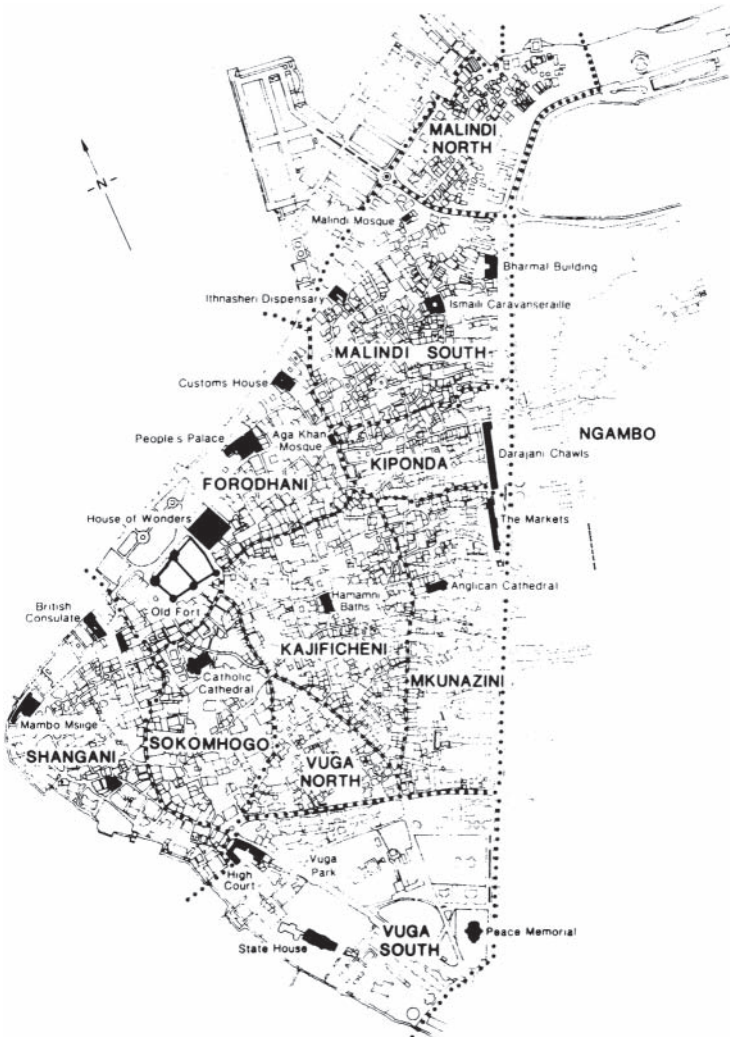 MALINDI
NORTH
-N-
Malindi Mosque
Bharmal Building
Ithnasheri Dispensary
Ismaili Caravanseraille
MALINDI SOUTH
Customs House
People's Palace
Aga Khan
Mosque
NGAMBO
KIPONDA
Darajani Chawls
FORODHANI
House of Wonders
The Markets
Old Fort
Hamamni
Baths
Anglican Cathedral
British
Consulate
KAJIFICHENI
Catholic
Cathedral
MKUNAZINI
Mambo Msiige
SHANGANI
SOKOMHOGO
VUGA
NORTH
High
Court
Vuga
Park
State House
VUGA
SOUTH
Peace Memorial